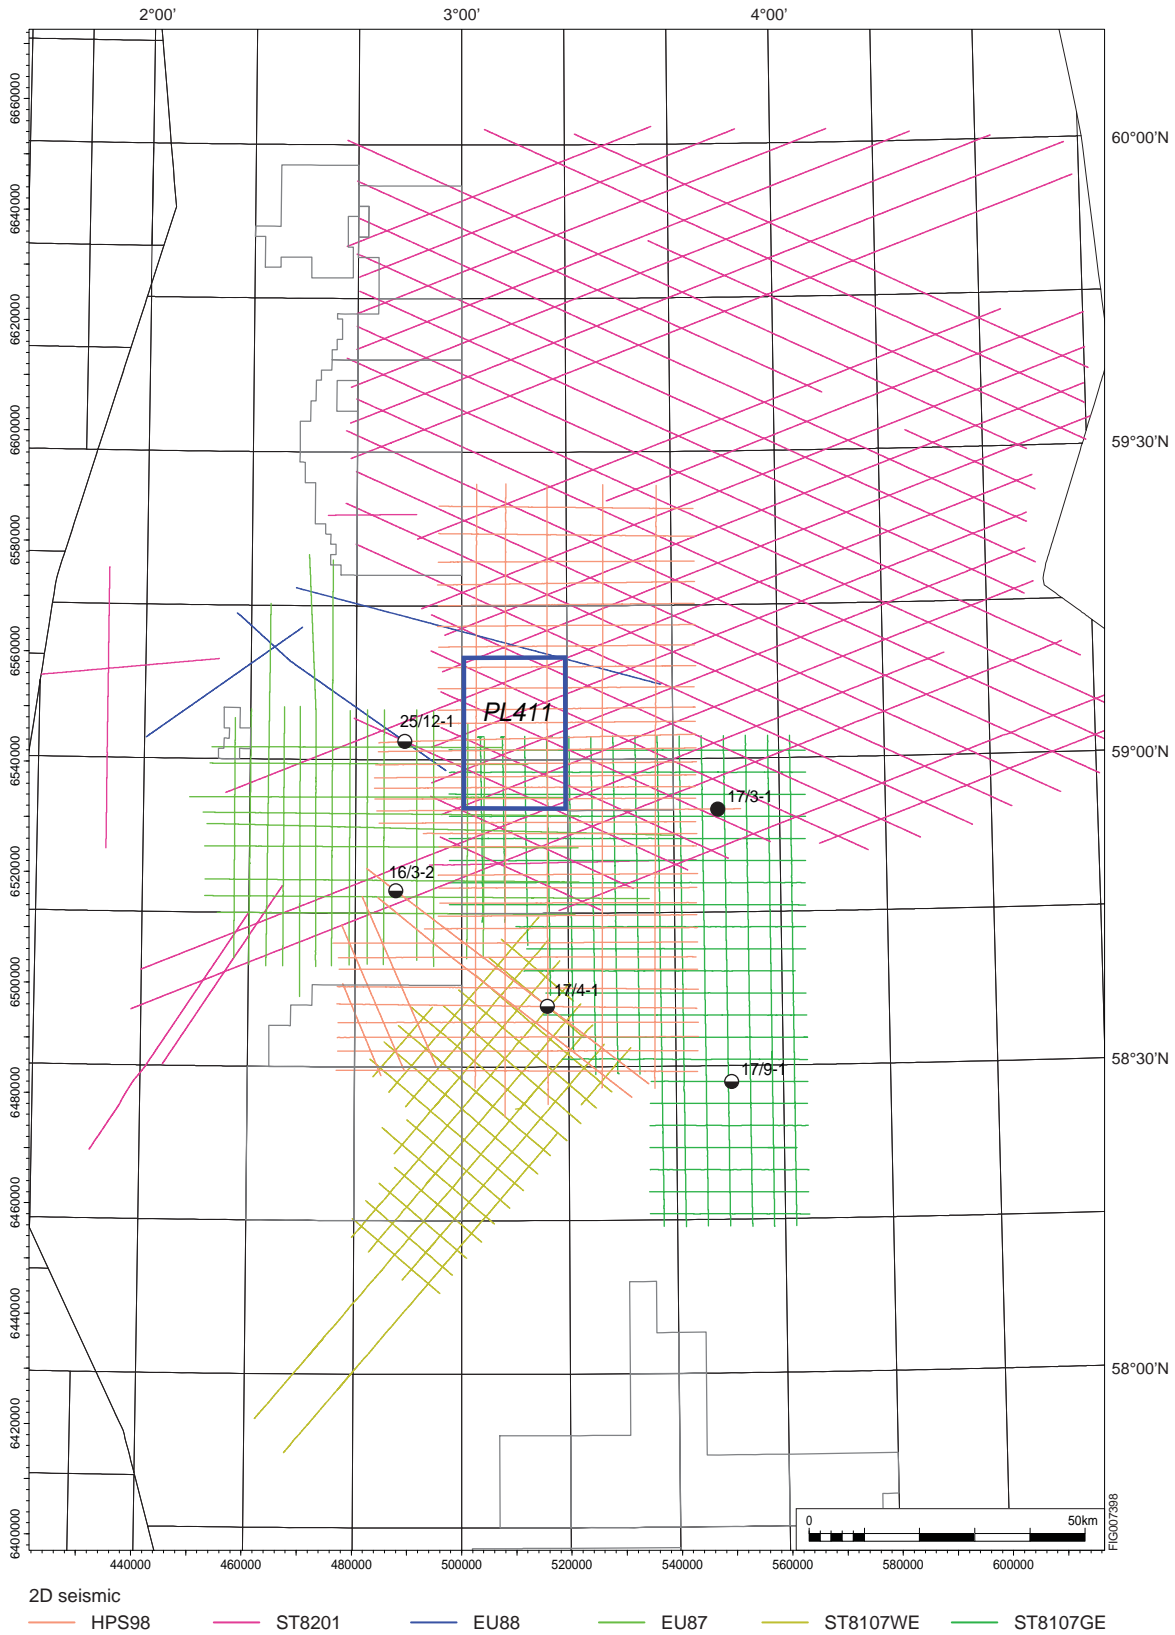 2°00' 3°00' 4°00'
6660000
60°00'N
6640000
6620000
6600000
59°30'N
6580000
6560000
PL411
25/12-1
6540000
59°00'N
17/3-1
6520000
16/3-2
6500000
17/4-1
58°30'N
17/9-1
6480000
6460000
6440000
58°00'N
6420000
0 50km
FIG007398
6400000
440000 460000 480000 500000 520000 540000 560000 580000 600000
2D seismic
HPS98 ST8201 EU88 EU87 ST8107WE ST8107GE